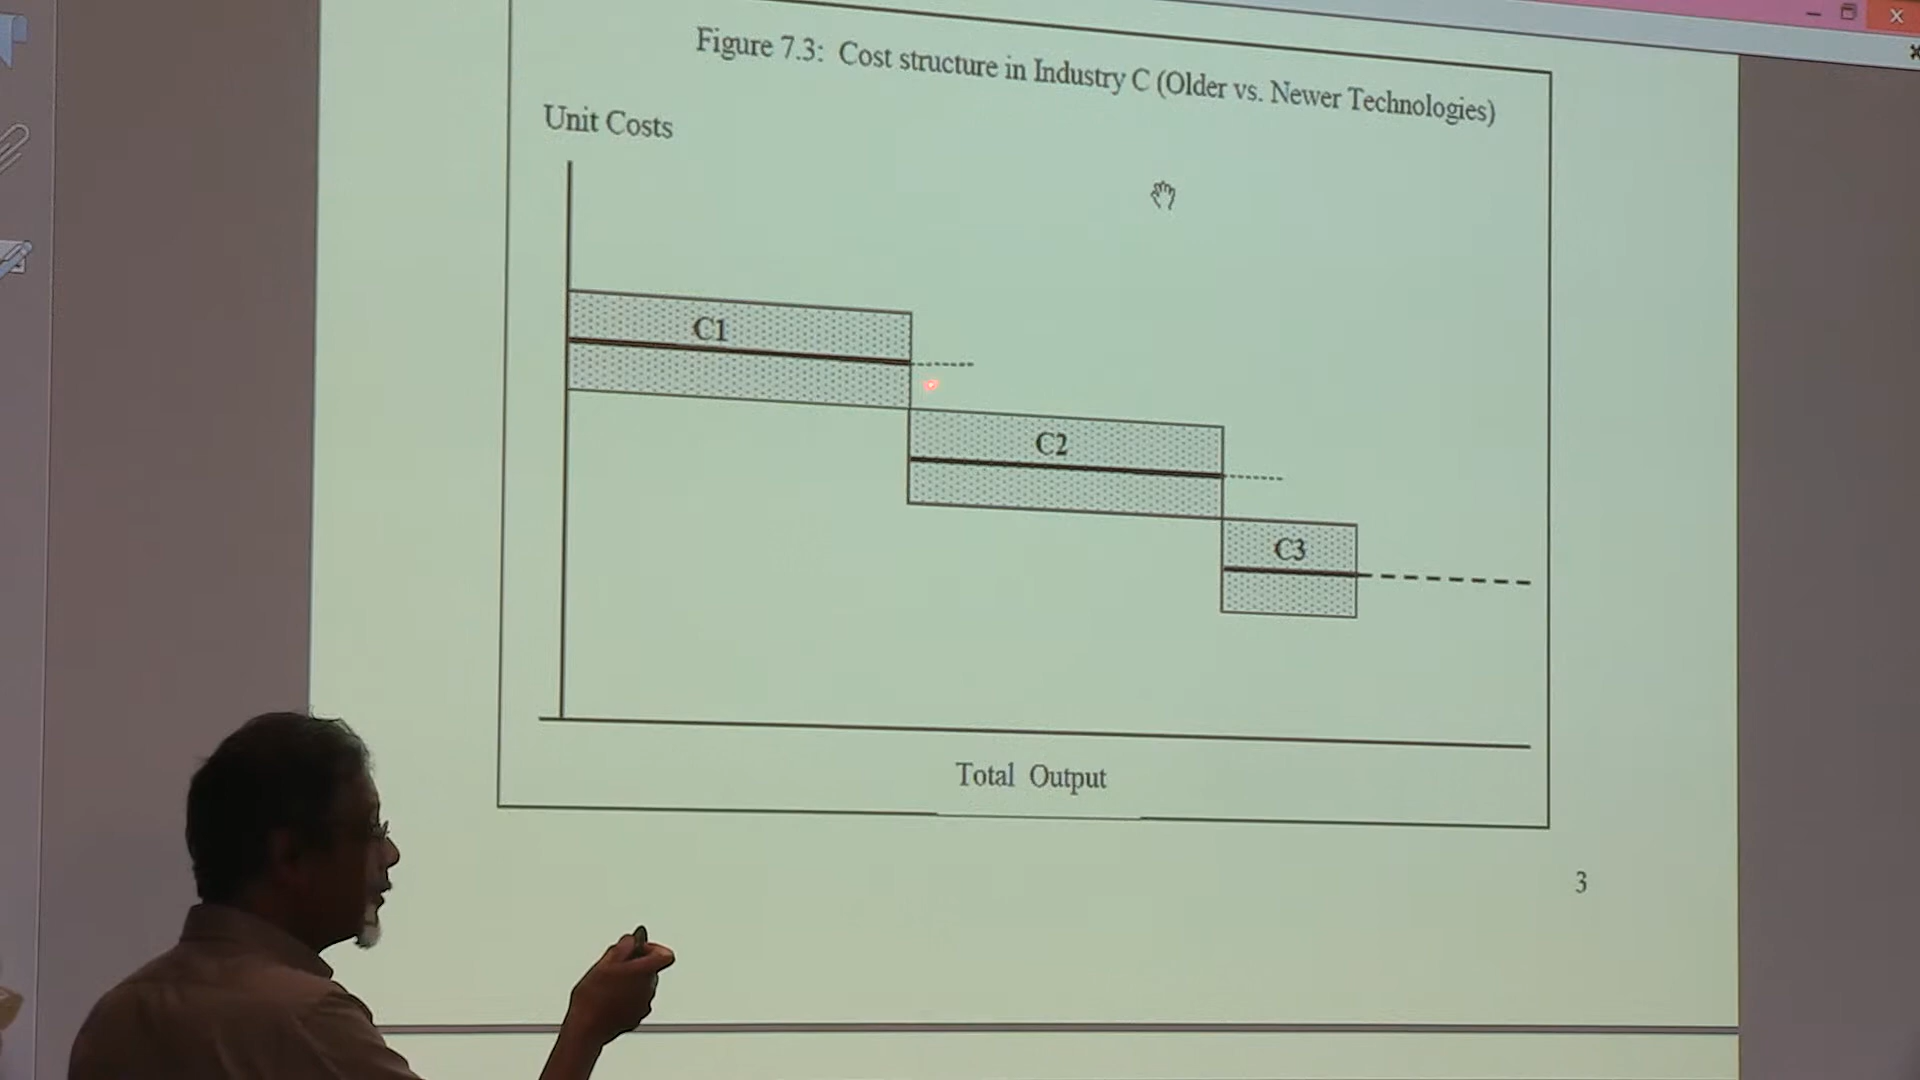 Figure 7.3: Cost structure in Industry C (Older vs. Newer Technologies)
Unit Costs
C1
C2
C3
Total Output
3